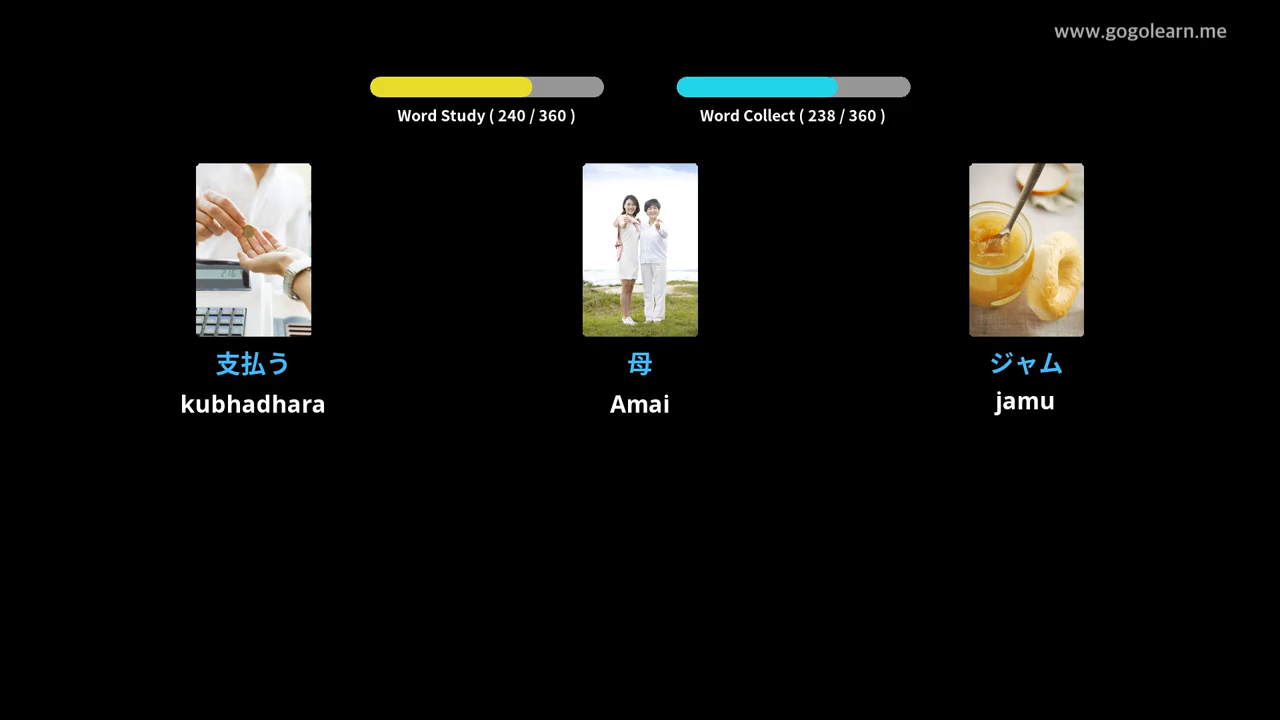 www.gogolearn.me
Word Study ( 240 / 360 )
Word Collect ( 238 / 360 )
支払う
kubhadhara
母
Amai
ジャム
jamu